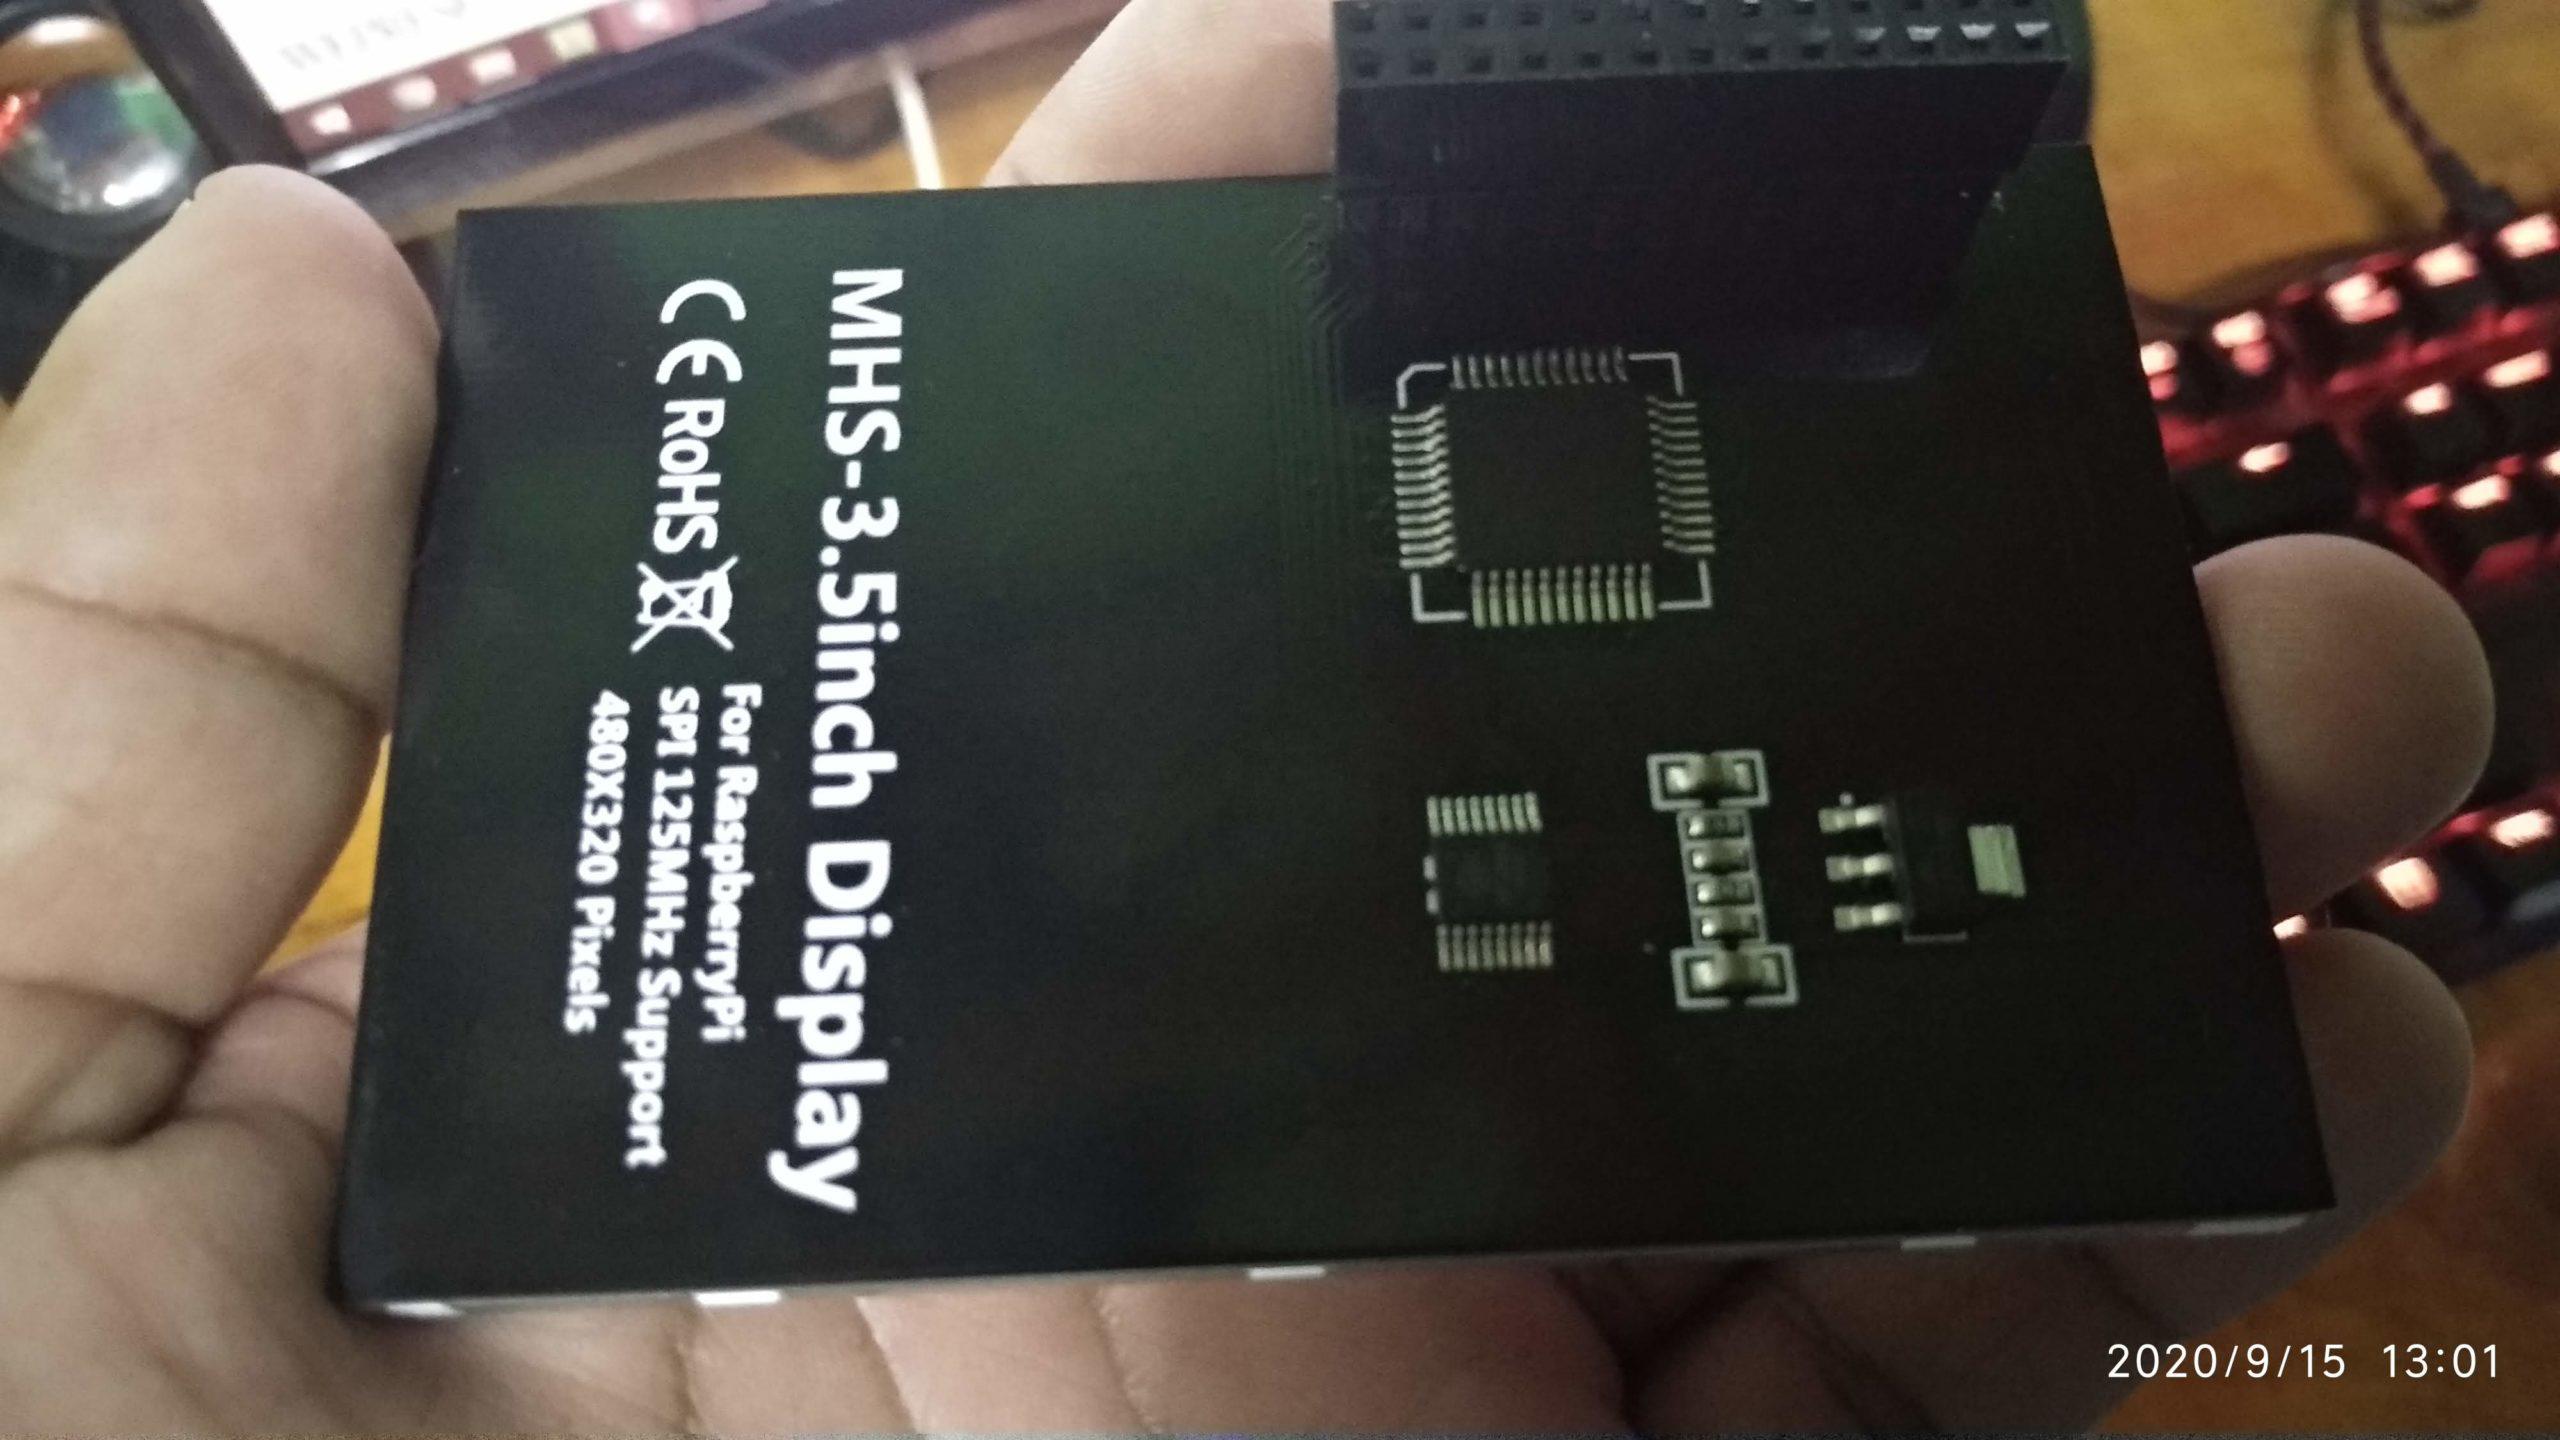 MHS-3.5inch Display
CE RoHS
For RaspberryPi
SPI 125MHz Support
480X320 Pixels
2020/9/15 13:01